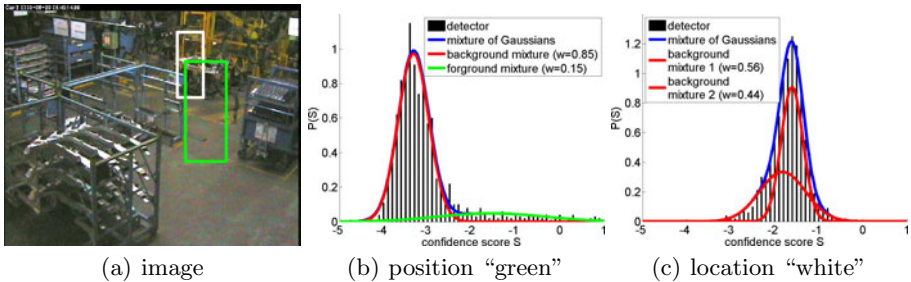 detector
mixture of Gaussians
background mixture (w=0.85)
forground mixture (w=0.15)
P(S)
1
0.8
0.6
0.4
0.2
0
-5 -4 -3 -2 -1 0 1
confidence score S
detector
mixture of Gaussians
background
mixture 1 (w=0.56)
background
mixture 2 (w=0.44)
P(S)
1.2
1
0.8
0.6
0.4
0.2
0
-5 -4 -3 -2 -1 0 1
confidence score S
(a) image
(b) position “green”
(c) location “white”